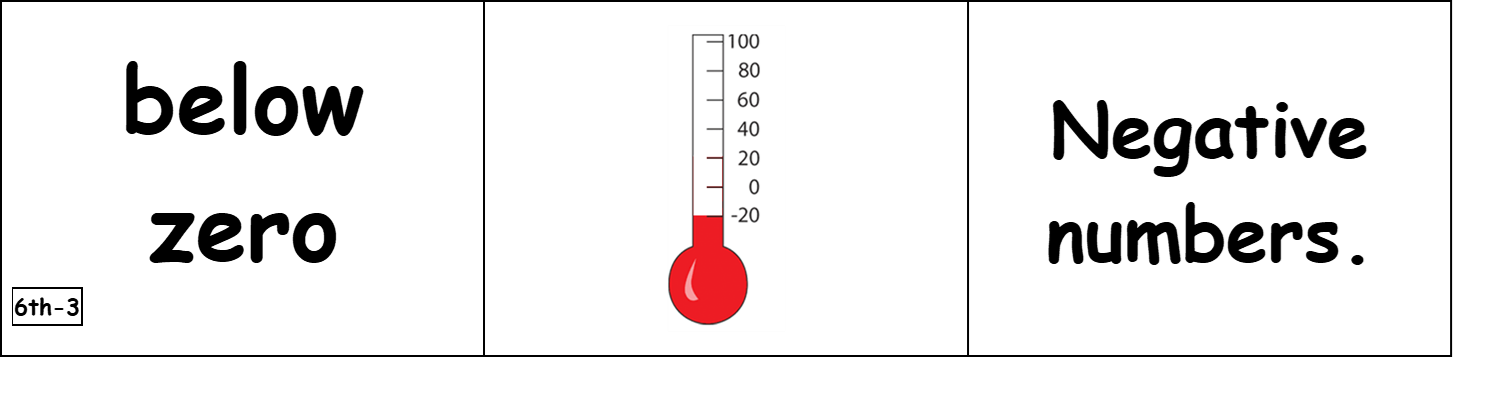 below
zero
6th-3
100
80
60
40
20
0
-20
Negative
numbers.